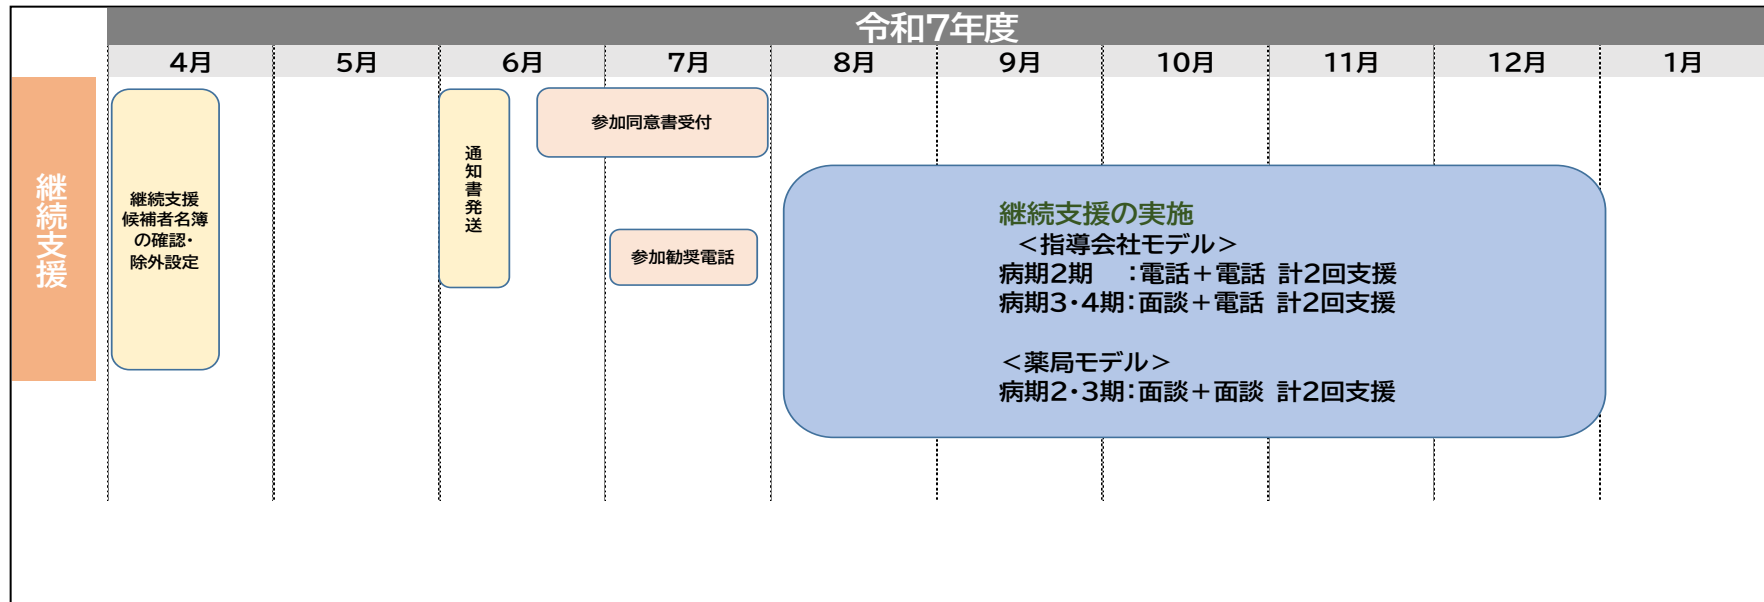 令和7年度
4月 5月 6月 7月 8月 9月 10月 11月 12月 1月
継続支援
継続支援
候補者名簿
の確認・
除外設定
通知書発送
参加同意書受付
参加勧奨電話
継続支援の実施
＜指導会社モデル＞
病期2期　：電話＋電話 計2回支援
病期3・4期：面談＋電話 計2回支援
＜薬局モデル＞
病期2・3期：面談＋面談 計2回支援